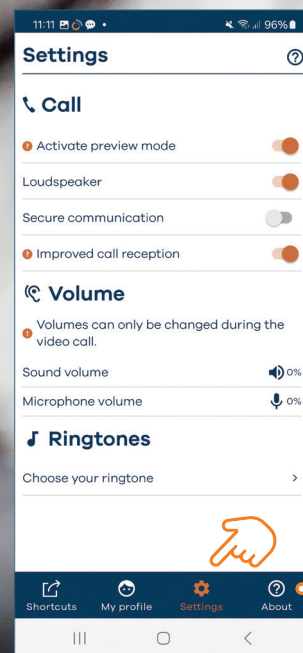 11:11 96%
Settings
Call
Activate preview mode
Loudspeaker
Secure communication
Improved call reception
Volume
Volumes can only be changed during the
video call.
Sound volume 0%
Microphone volume 0%
Ringtones
Choose your ringtone
Shortcuts My profile Settings About